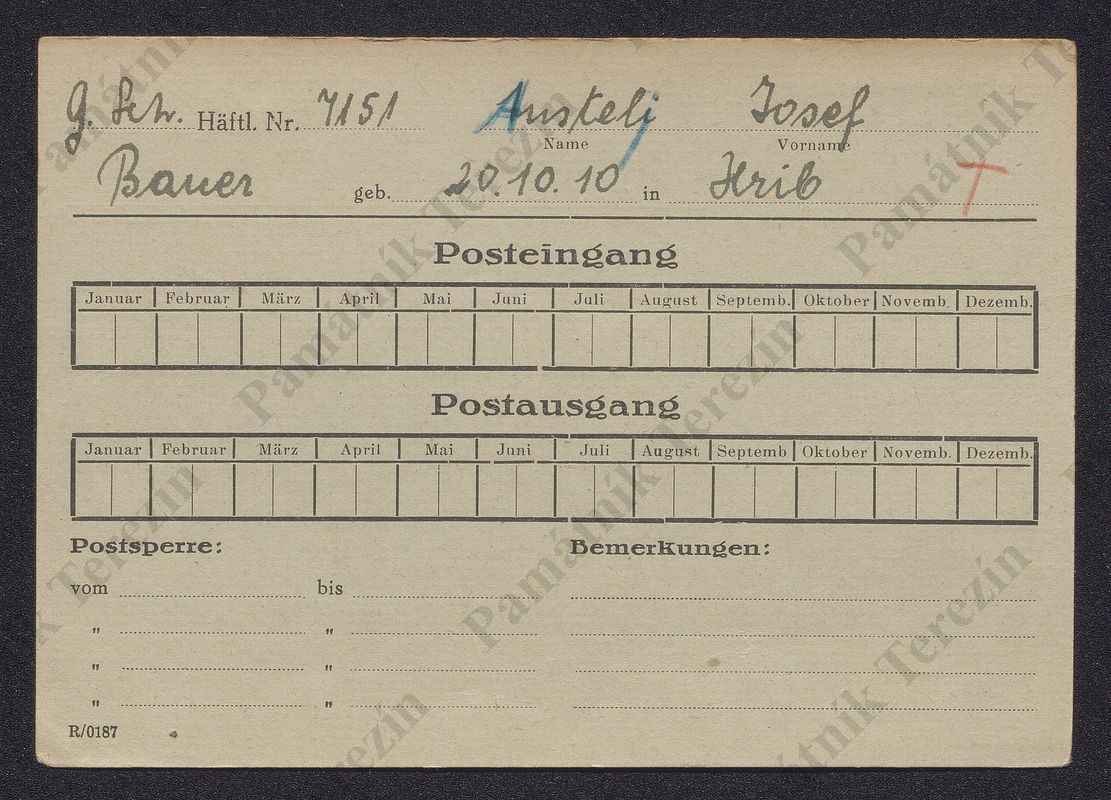 g. Sch. Häftl. Nr. 7151 Austelj Josef
Name Vorname
Bauer geb. 20.10.10 in Hrib
Posteingang
Januar Februar März April Mai Juni Juli August Septemb. Oktober Novemb. Dezemb.
Postausgang
Januar Februar März April Mai Juni Juli August Septemb Oktober Novemb. Dezemb.
Postsperre: Bemerkungen:
vom bis
" "
" "
" "
R/0187
Památník Terezín